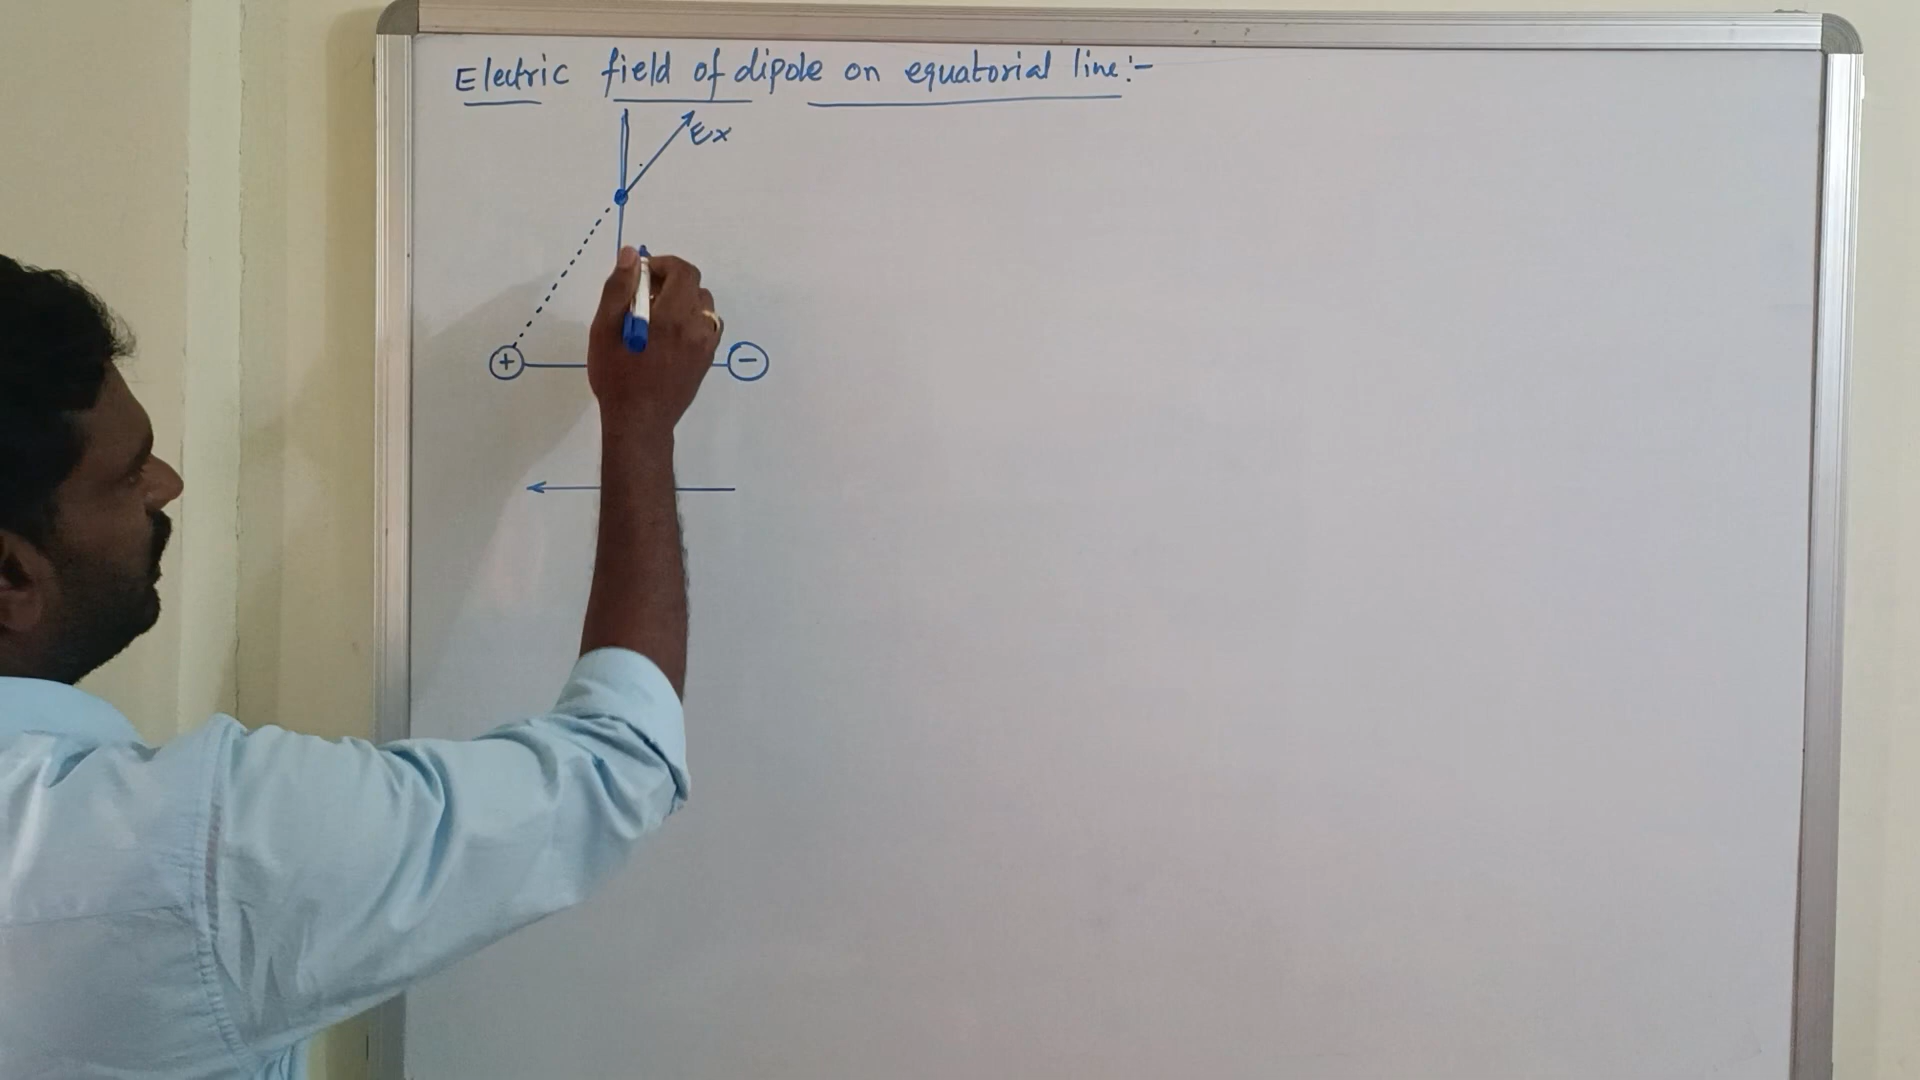 Electric field of dipole on equatorial line:-
Ex
+ -